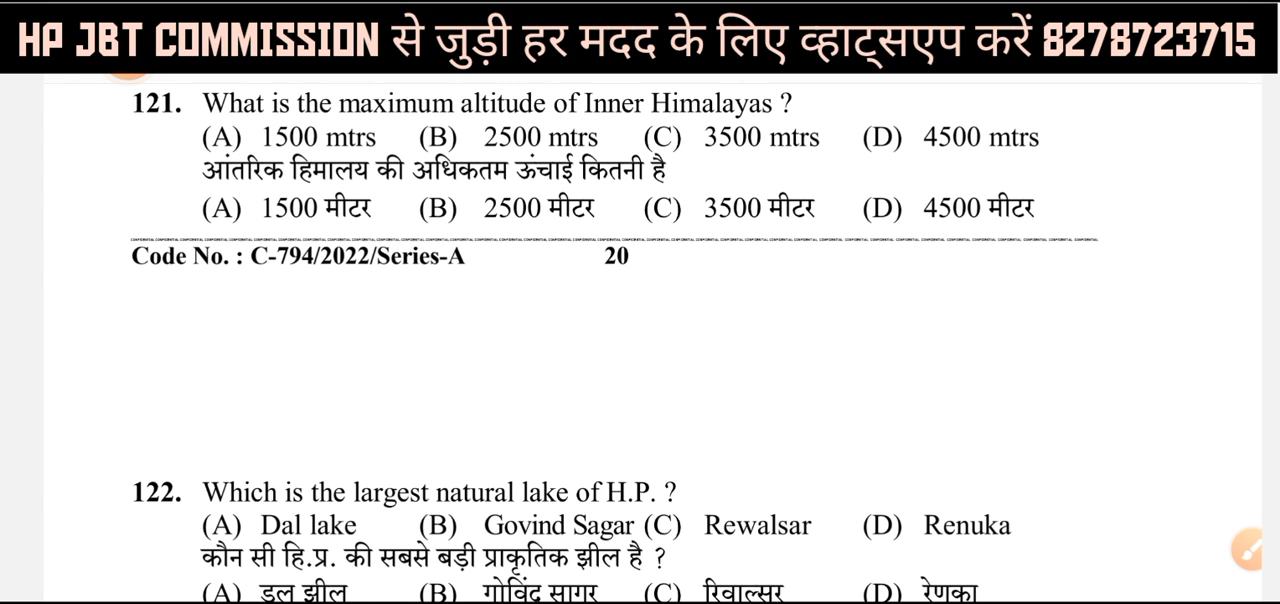 HP JBT COMMISSION से जुड़ी हर मदद के लिए व्हाट्सएप करें 8278723715
121. What is the maximum altitude of Inner Himalayas ?
(A) 1500 mtrs (B) 2500 mtrs (C) 3500 mtrs (D) 4500 mtrs
आंतरिक हिमालय की अधिकतम ऊंचाई कितनी है
(A) 1500 मीटर (B) 2500 मीटर (C) 3500 मीटर (D) 4500 मीटर
Code No. : C-794/2022/Series-A 20
122. Which is the largest natural lake of H.P. ?
(A) Dal lake (B) Govind Sagar (C) Rewalsar (D) Renuka
कौन सी हि.प्र. की सबसे बड़ी प्राकृतिक झील है ?
(A) डल झील (B) गोविंद सागर (C) रिवाल्सर (D) रेणुका